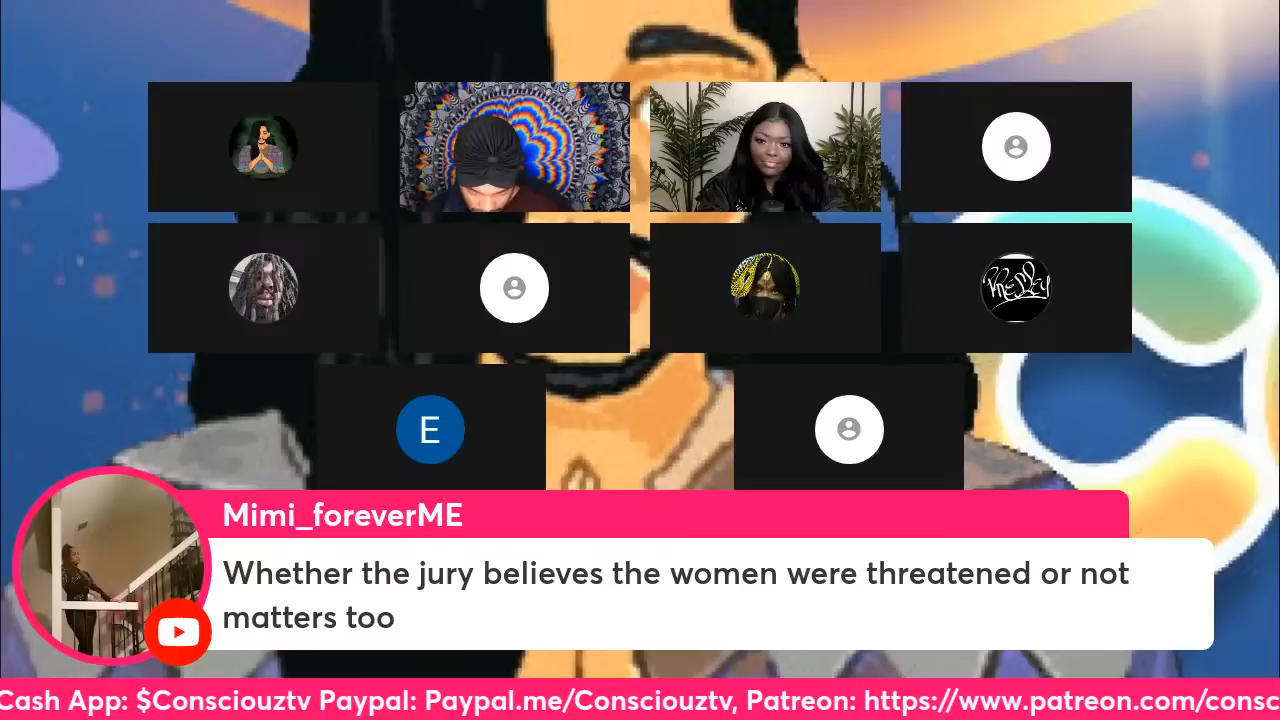 KRESLEY
E
Mimi_foreverME
Whether the jury believes the women were threatened or not
matters too
Cash App: $Consciouztv Paypal: Paypal.me/Consciouztv, Patreon: https://www.patreon.com/consc